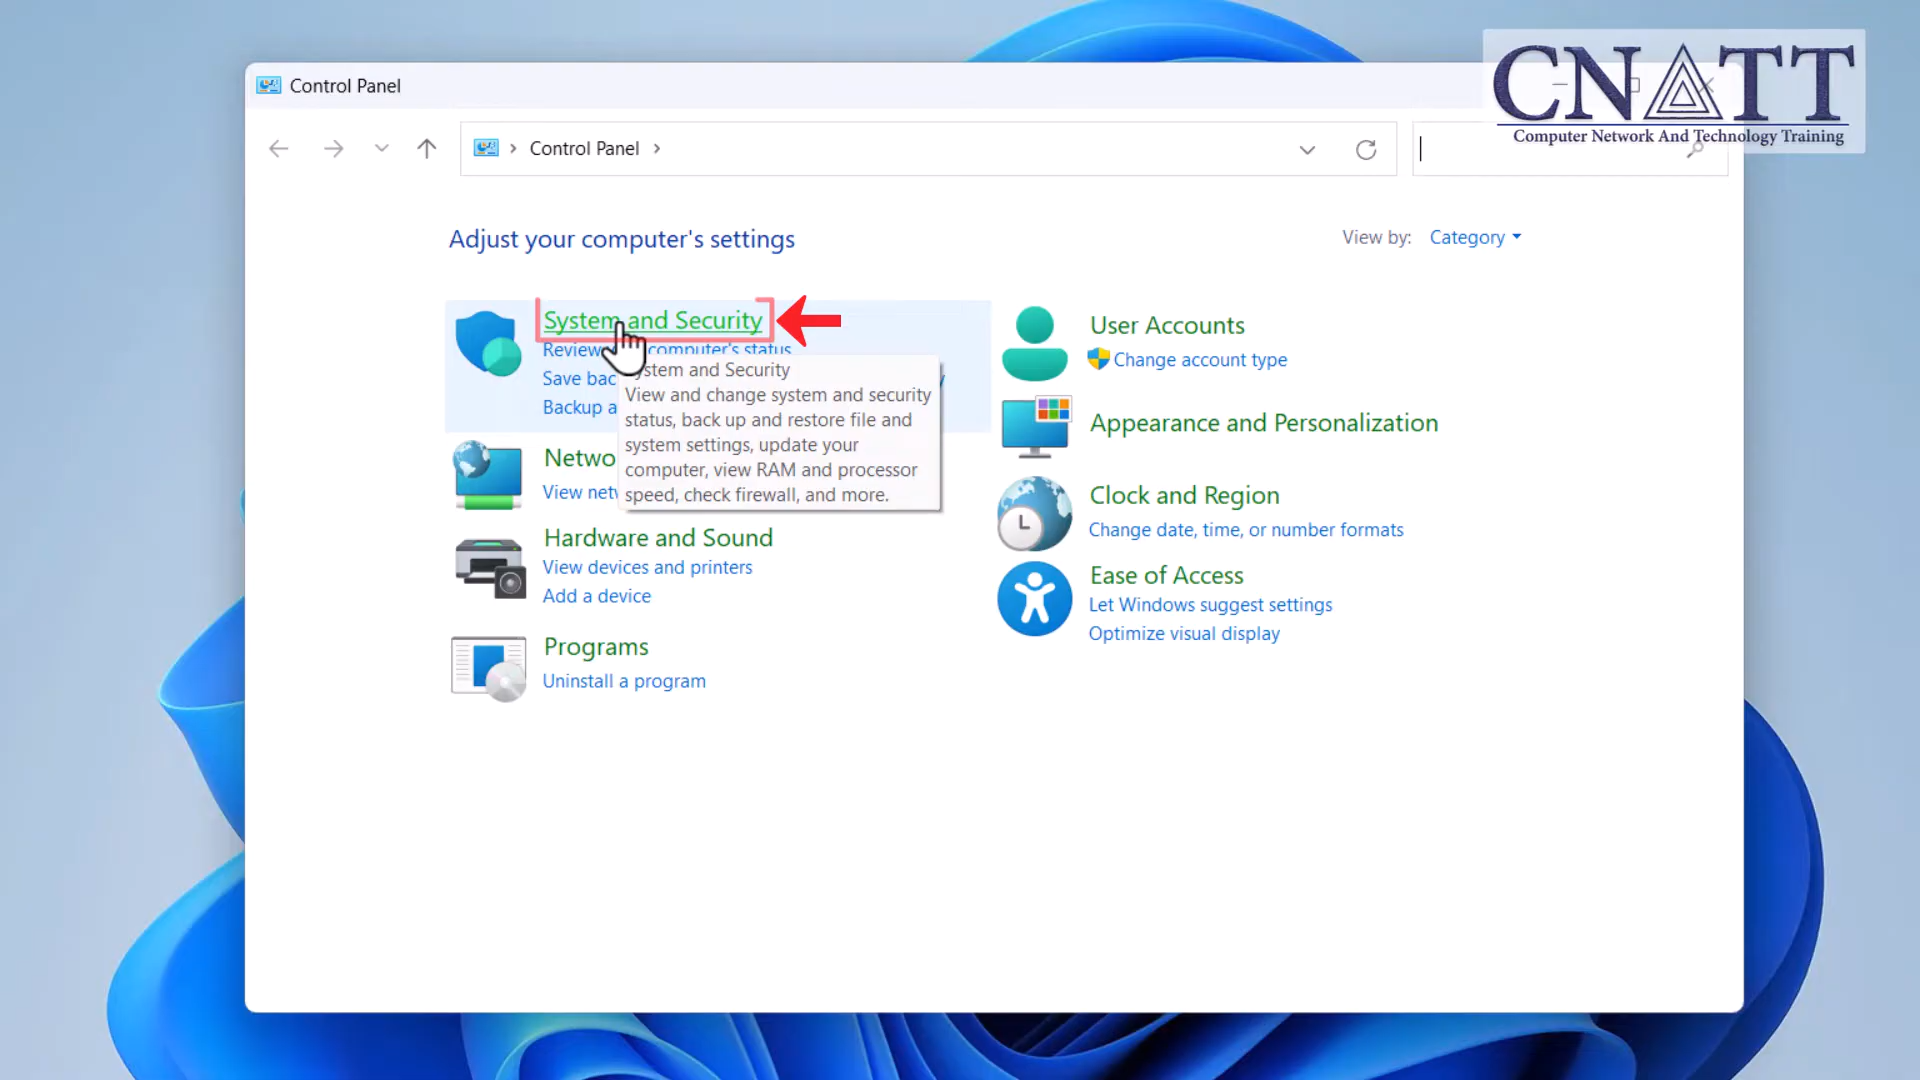 CNATT
Computer Network And Technology Training
Control Panel
Control Panel
Adjust your computer's settings
View by: Category
System and Security
Review computer's status
Save bac
Backup a
System and Security
View and change system and security
status, back up and restore file and
system settings, update your
computer, view RAM and processor
speed, check firewall, and more.
Netwo
View netw
Hardware and Sound
View devices and printers
Add a device
Programs
Uninstall a program
User Accounts
Change account type
Appearance and Personalization
Clock and Region
Change date, time, or number formats
Ease of Access
Let Windows suggest settings
Optimize visual display